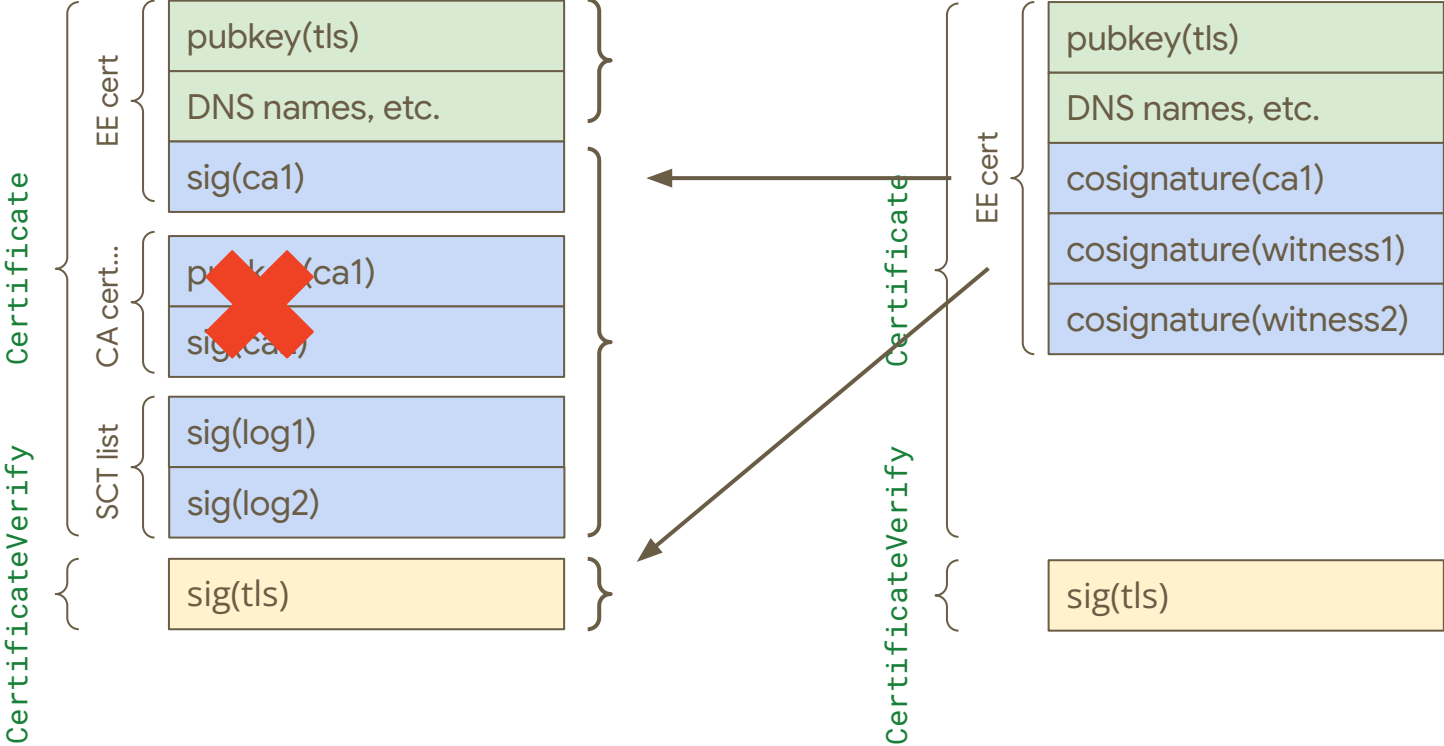 Certificate
EE cert
pubkey(tls)
DNS names, etc.
sig(ca1)
CA cert...
(ca1)
SCT list
sig(log1)
sig(log2)
CertificateVerify
sig(tls)
Certificate
EE cert
pubkey(tls)
DNS names, etc.
cosignature(ca1)
cosignature(witness1)
cosignature(witness2)
CertificateVerify
sig(tls)